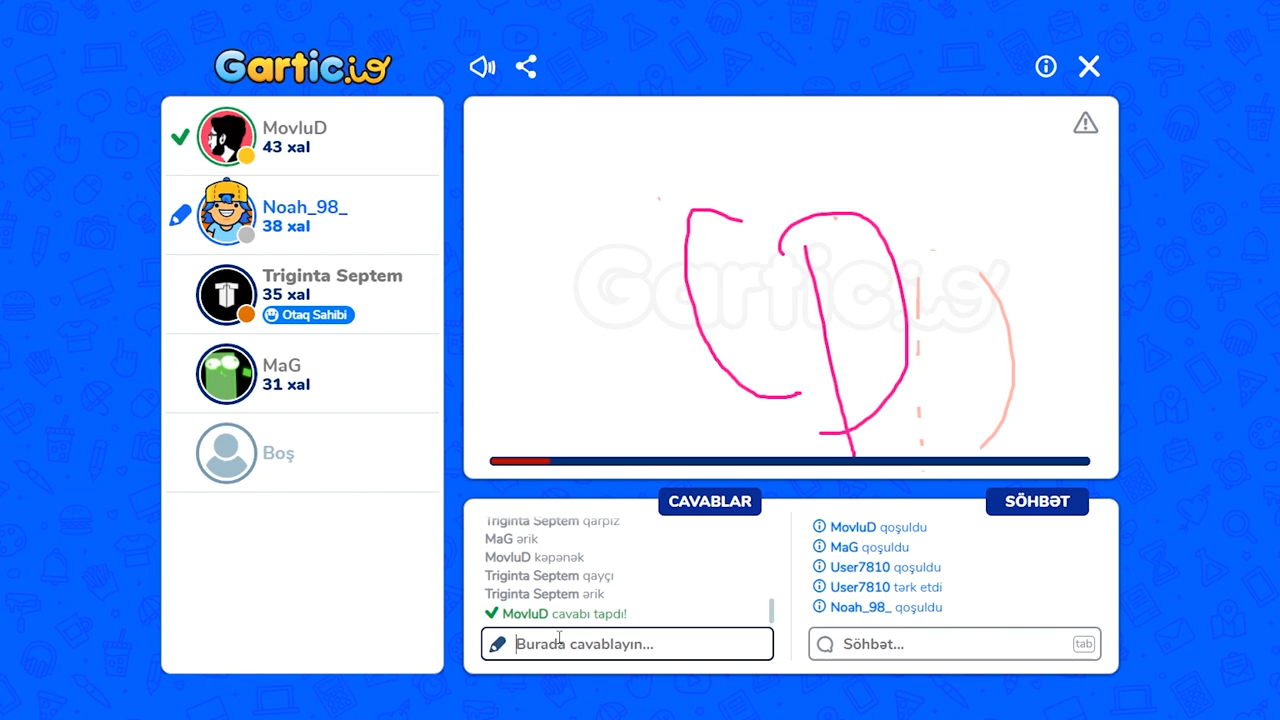 Gartic.io
MovluD
43 xal
Noah_98_
38 xal
Triginta Septem
35 xal
Otaq Sahibi
MaG
31 xal
Boş
Gartic.io
CAVABLAR
Triginta Septem qarpız
MaG ərik
MovluD kəpənək
Triginta Septem qayçı
Triginta Septem ərik
MovluD cavabı tapdı!
Burada cavablayın...
SÖHBƏT
MovluD qoşuldu
MaG qoşuldu
User7810 qoşuldu
User7810 tərk etdi
Noah_98_ qoşuldu
Söhbət...
tab